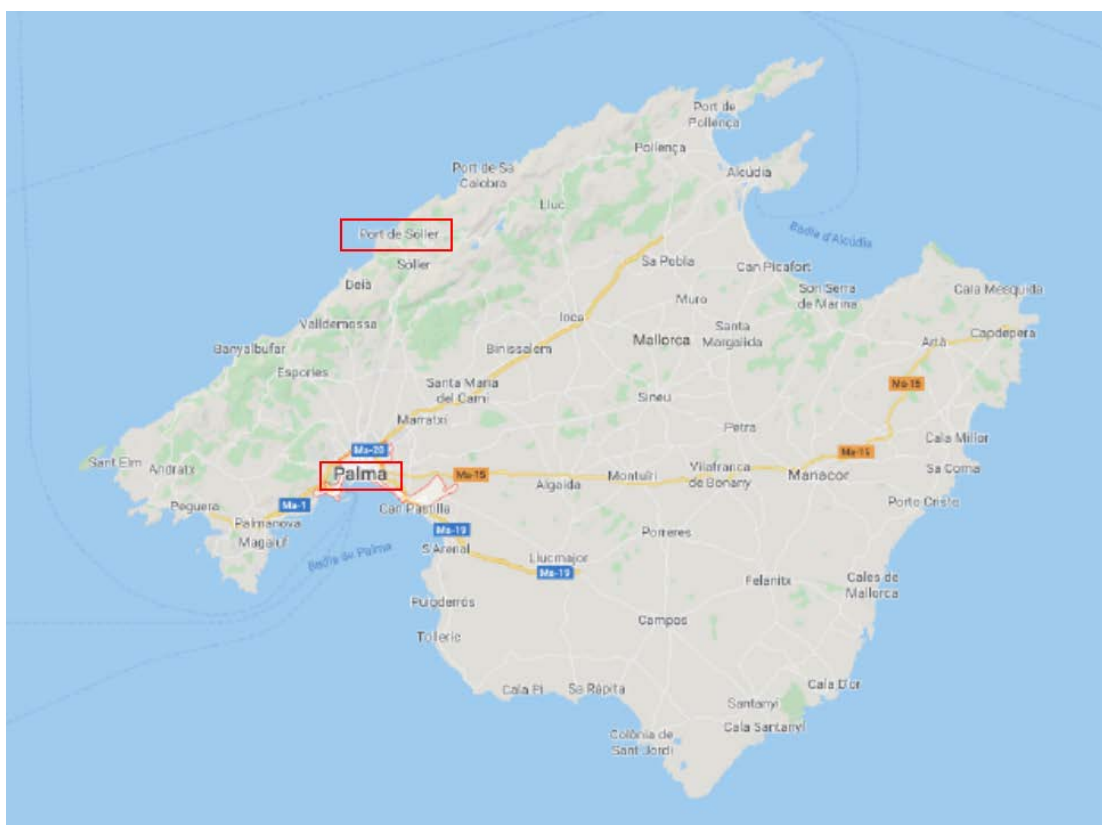 Port de
Pollença
Pollença
Port de Sa
Calobra
Alcúdia
Lluc
Port de Sóller
Badia d'Alcúdia
Sóller
Sa Pobla
Can Picafort
Deià
Son Serra
de Marina
Cala Mesquida
Muro
Inca
Valldemossa
Santa
Margalida
Mallorca
Capdepera
Artà
Banyalbufar
Binissalem
Esporles
Santa Maria
del Camí
Ma-15
Sineu
Marratxí
Petra
Cala Millor
Ma-20
Ma-15
Sant Elm
Andratx
Palma
Ma-15
Montuïri
Vilafranca
de Bonany
Manacor
Sa Coma
Algaida
Peguera
Ma-1
Can Pastilla
Porto Cristo
Palmanova
Magaluf
Ma-19
Porreres
Badia de Palma
S'Arenal
Llucmajor
Ma-19
Felanitx
Cales de
Mallorca
Puigderrós
Campos
Tolleric
Cala Pi
Sa Ràpita
Cala D'or
Santanyí
Cala Santanyí
Colònia de
Sant Jordi